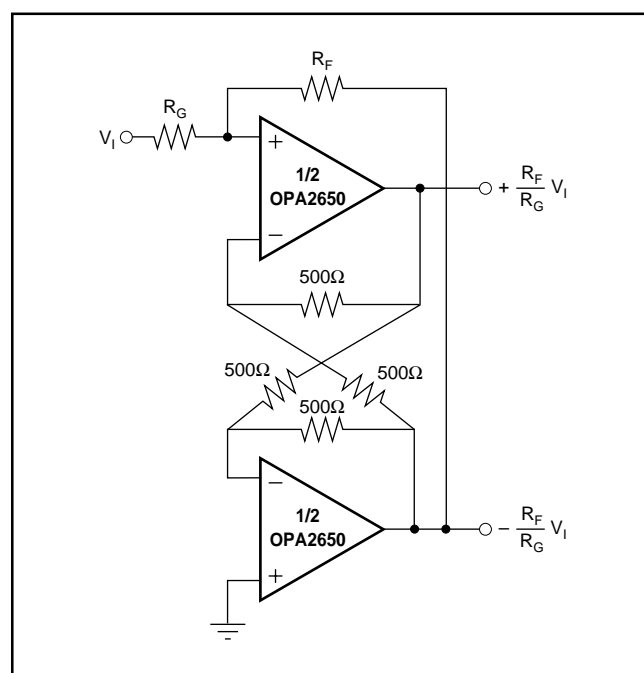 R_F
R_G
V_I
+
1/2
OPA2650
−
+ R_F/R_G V_I
500Ω
500Ω
500Ω
500Ω
−
1/2
OPA2650
+
− R_F/R_G V_I